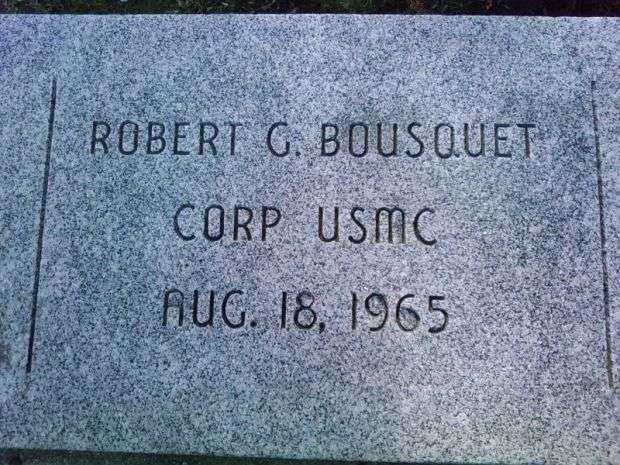 ROBERT G. BOUSQUET
CORP USMC
AUG. 18, 1965